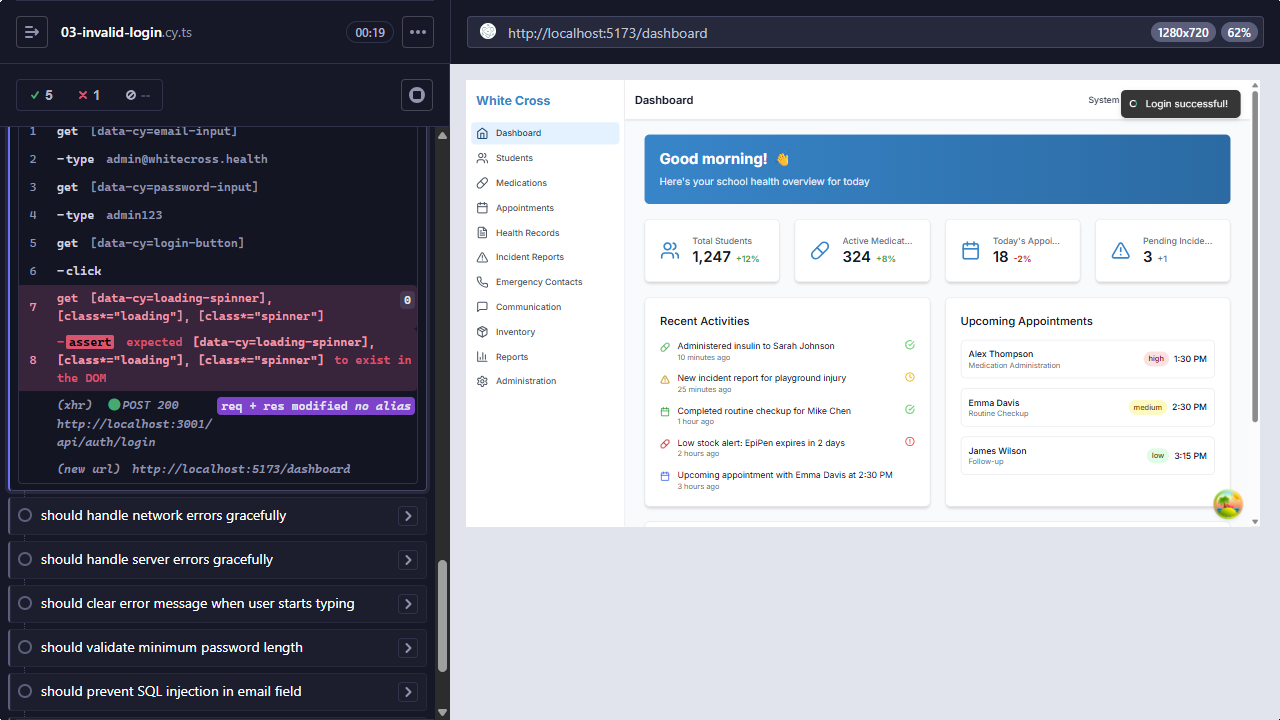 03-invalid-login.cy.ts
00:19
5
1
--
1 get [data-cy=email-input]
2 -type admin@whitecross.health
3 get [data-cy=password-input]
4 -type admin123
5 get [data-cy=login-button]
6 -click
7 get [data-cy=loading-spinner],
[class*="loading"], [class*="spinner"]
0
-assert expected [data-cy=loading-spinner],
8 [class*="loading"], [class*="spinner"] to exist in
the DOM
(xhr) POST 200 req + res modified no alias
http://localhost:3001/
api/auth/login
(new url) http://localhost:5173/dashboard
should handle network errors gracefully
should handle server errors gracefully
should clear error message when user starts typing
should validate minimum password length
should prevent SQL injection in email field
http://localhost:5173/dashboard
1280x720
62%
White Cross
Dashboard
Students
Medications
Appointments
Health Records
Incident Reports
Emergency Contacts
Communication
Inventory
Reports
Administration
Dashboard
System
Login successful!
Good morning! 👋
Here's your school health overview for today
Total Students
1,247 +12%
Active Medicat...
324 +8%
Today's Appoi...
18 -2%
Pending Incide...
3 +1
Recent Activities
Administered insulin to Sarah Johnson
10 minutes ago
New incident report for playground injury
25 minutes ago
Completed routine checkup for Mike Chen
1 hour ago
Low stock alert: EpiPen expires in 2 days
2 hours ago
Upcoming appointment with Emma Davis at 2:30 PM
3 hours ago
Upcoming Appointments
Alex Thompson
Medication Administration
high 1:30 PM
Emma Davis
Routine Checkup
medium 2:30 PM
James Wilson
Follow-up
low 3:15 PM